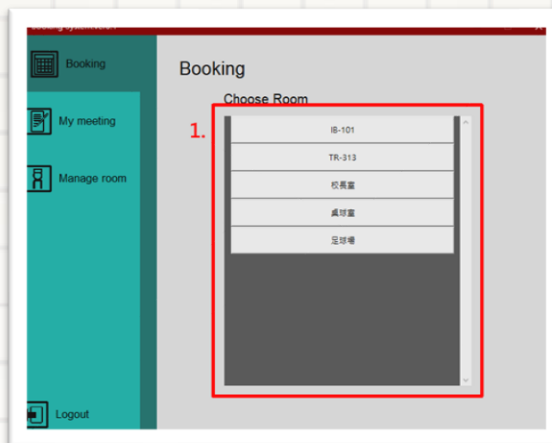 Booking
My meeting
Manage room
Logout
Booking
Choose Room
1.
IB-101
TR-313
校長室
桌球室
足球場